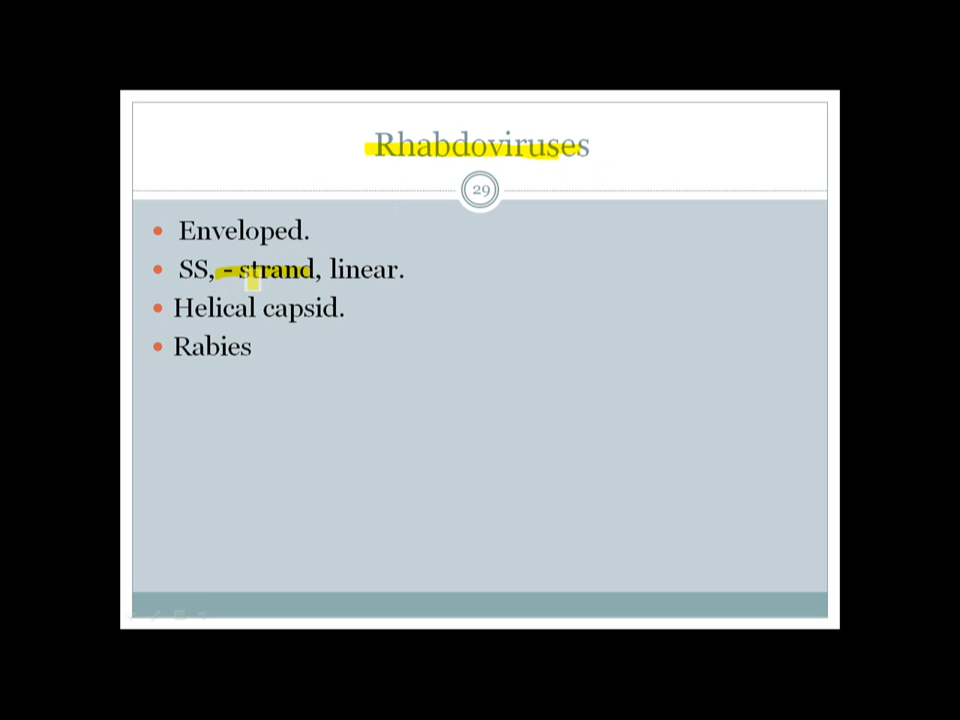 Rhabdoviruses
29
• Enveloped.
• SS, - strand, linear.
• Helical capsid.
• Rabies